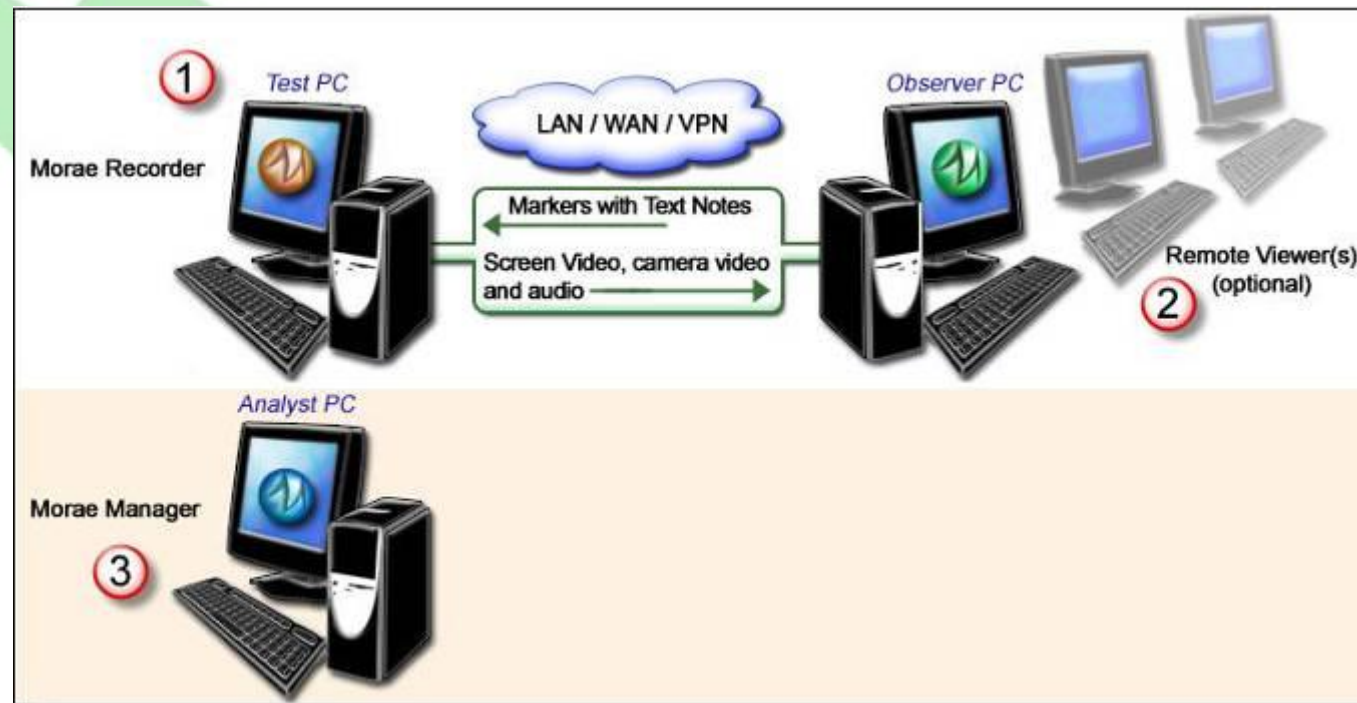 1
Test PC
Morae Recorder
LAN / WAN / VPN
Markers with Text Notes
Screen Video, camera video
and audio
Observer PC
Remote Viewer(s)
(optional)
2
Analyst PC
Morae Manager
3